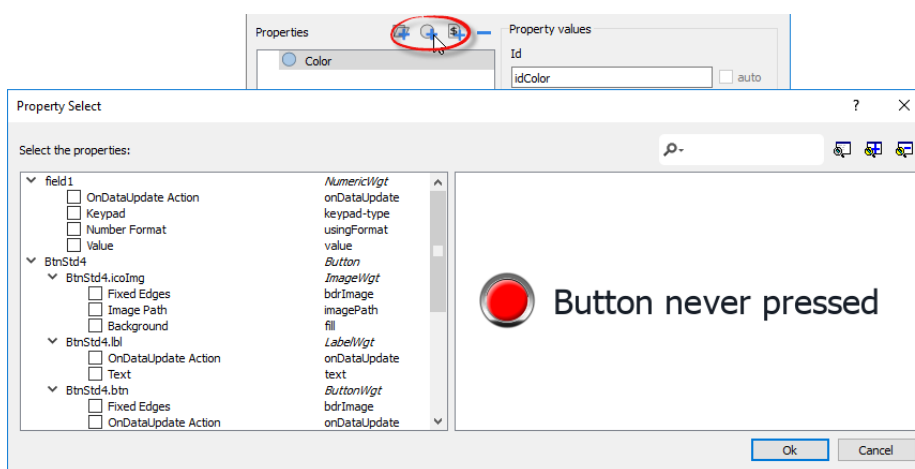 Properties
Property values
Color
Id
idColor
auto
Property Select
?
Select the properties:
field1 NumericWgt
OnDataUpdate Action onDataUpdate
Keypad keypad-type
Number Format usingFormat
Value value
BtnStd4 Button
BtnStd4.icoImg ImageWgt
Fixed Edges bdrImage
Image Path imagePath
Background fill
BtnStd4.lbl LabelWgt
OnDataUpdate Action onDataUpdate
Text text
BtnStd4.btn ButtonWgt
Fixed Edges bdrImage
OnDataUpdate Action onDataUpdate
Button never pressed
Ok
Cancel